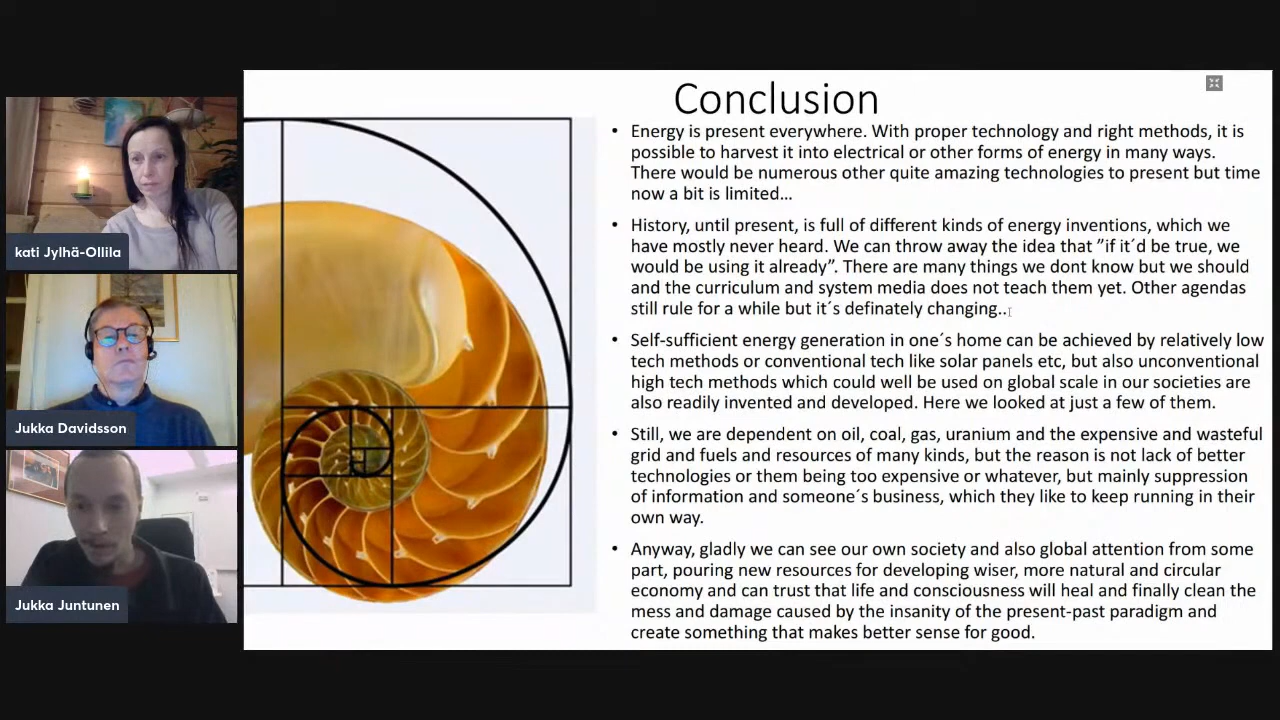 Conclusion
• Energy is present everywhere. With proper technology and right methods, it is
possible to harvest it into electrical or other forms of energy in many ways.
There would be numerous other quite amazing technologies to present but time
now a bit is limited...
• History, until present, is full of different kinds of energy inventions, which we
have mostly never heard. We can throw away the idea that ”if it´d be true, we
would be using it already”. There are many things we dont know but we should
and the curriculum and system media does not teach them yet. Other agendas
still rule for a while but it´s definately changing..
• Self-sufficient energy generation in one´s home can be achieved by relatively low
tech methods or conventional tech like solar panels etc, but also unconventional
high tech methods which could well be used on global scale in our societies are
also readily invented and developed. Here we looked at just a few of them.
• Still, we are dependent on oil, coal, gas, uranium and the expensive and wasteful
grid and fuels and resources of many kinds, but the reason is not lack of better
technologies or them being too expensive or whatever, but mainly suppression
of information and someone´s business, which they like to keep running in their
own way.
• Anyway, gladly we can see our own society and also global attention from some
part, pouring new resources for developing wiser, more natural and circular
economy and can trust that life and consciousness will heal and finally clean the
mess and damage caused by the insanity of the present-past paradigm and
create something that makes better sense for good.
kati Jylhä-Ollila
Jukka Davidsson
Jukka Juntunen